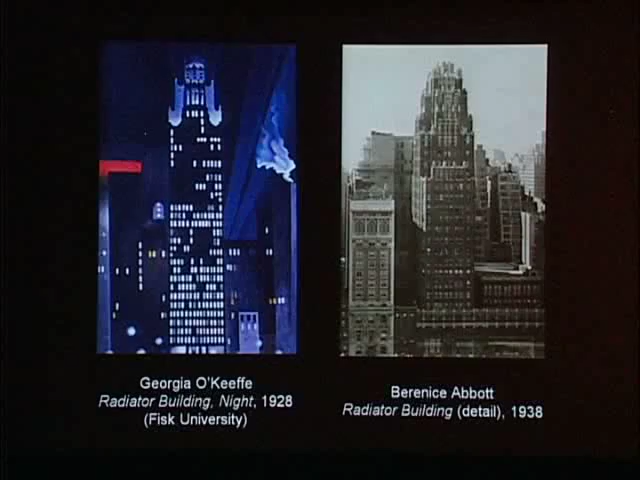 Georgia O'Keeffe
Radiator Building, Night, 1928
(Fisk University)
Berenice Abbott
Radiator Building (detail), 1938